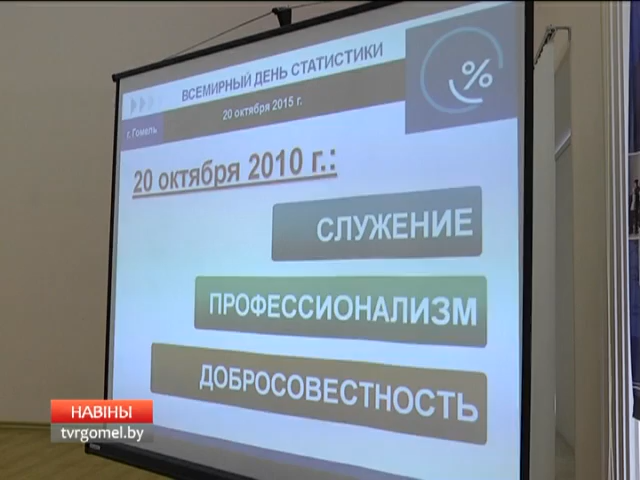 ВСЕМИРНЫЙ ДЕНЬ СТАТИСТИКИ
%
20 октября 2015 г.
г. Гомель
20 октября 2010 г.:
СЛУЖЕНИЕ
ПРОФЕССИОНАЛИЗМ
ДОБРОСОВЕСТНОСТЬ
НАВІНЫ
tvrgomel.by